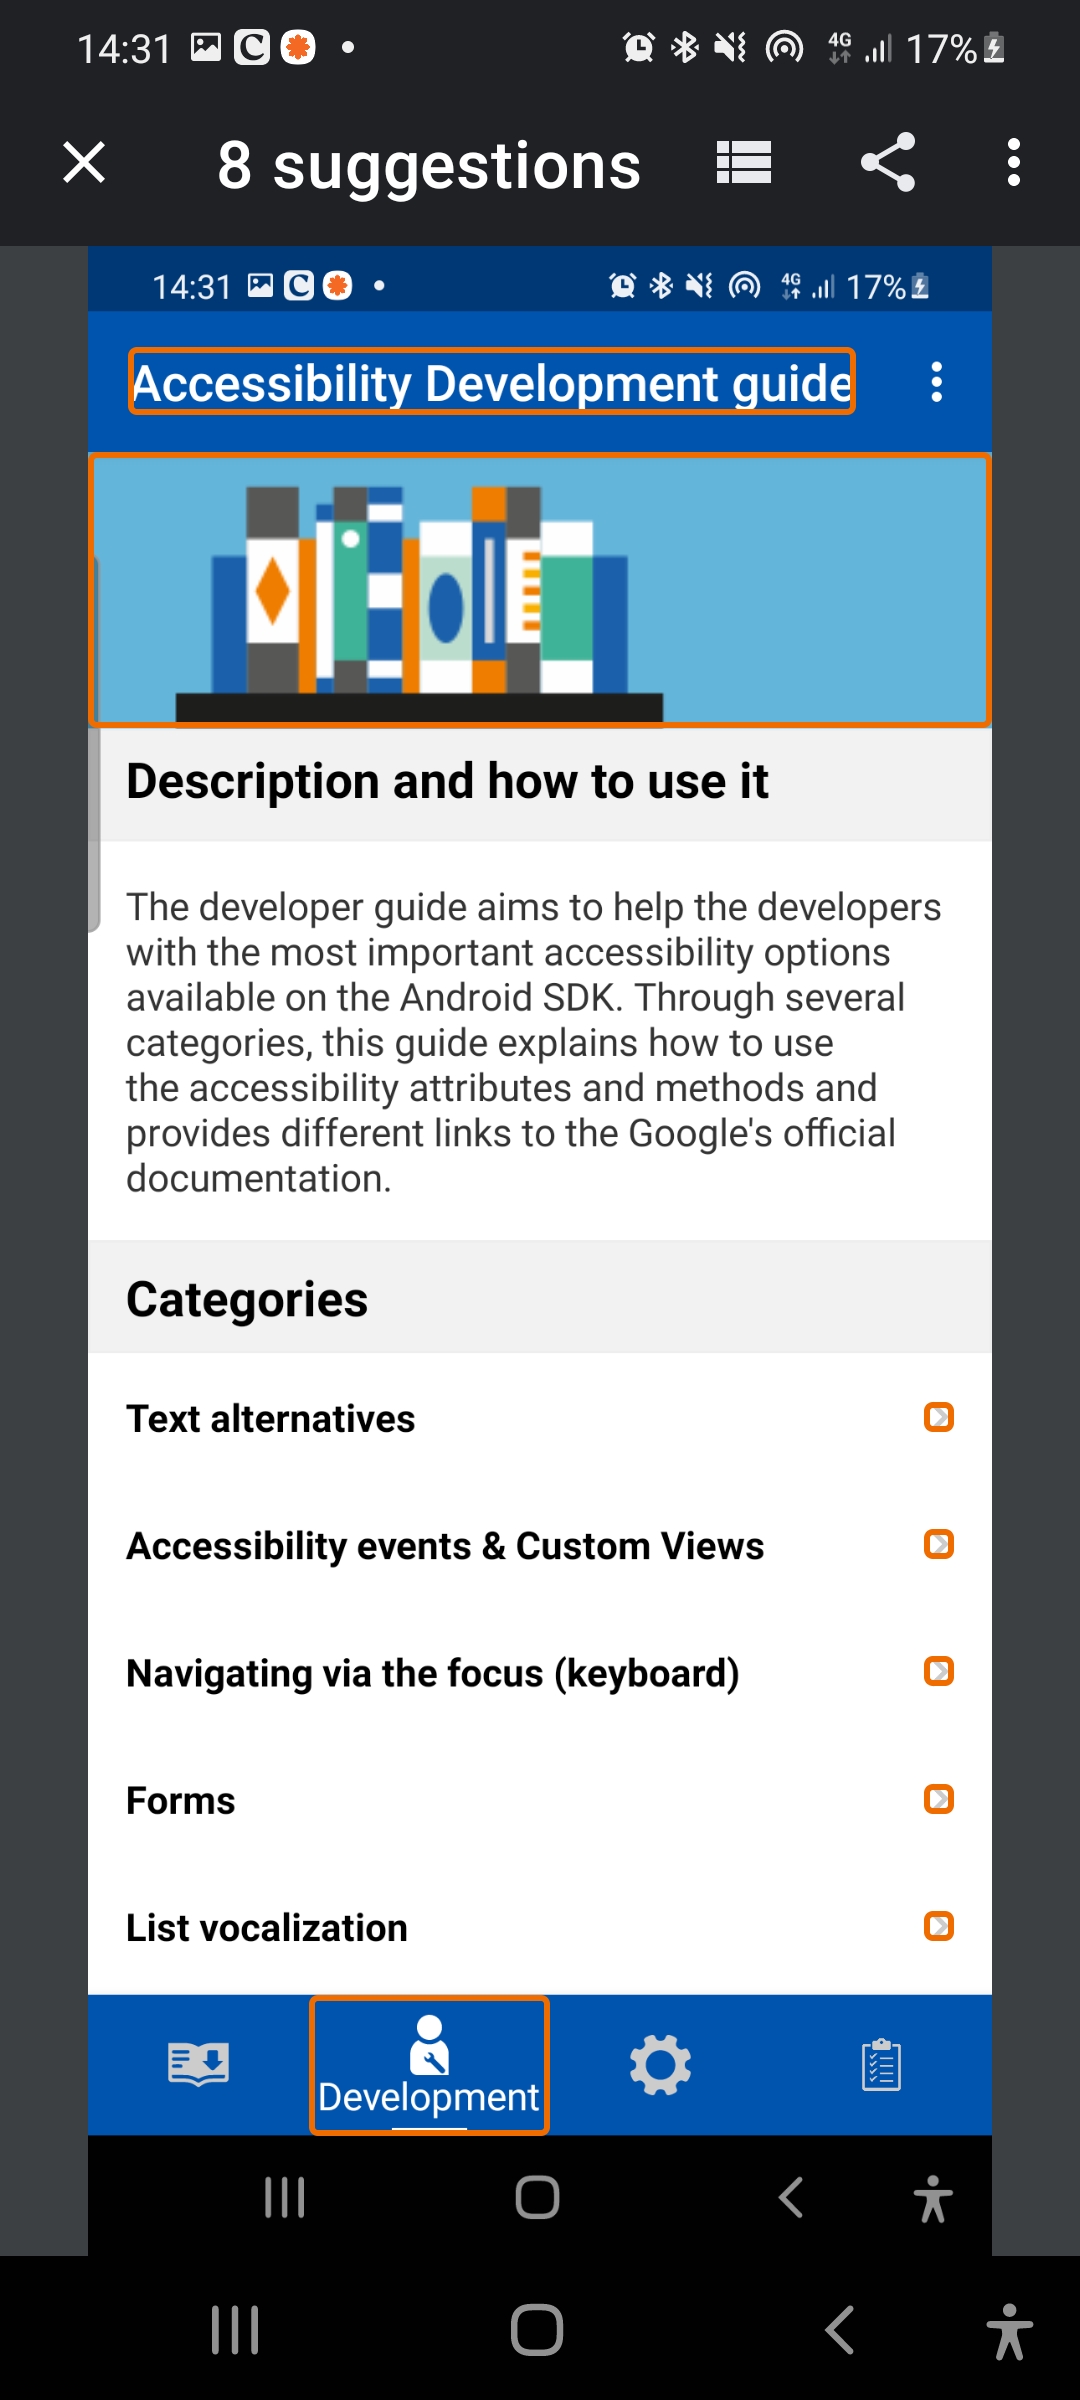 14:31 C 4G 17%
8 suggestions
14:31 C 4G 17%
Accessibility Development guide
Description and how to use it
The developer guide aims to help the developers
with the most important accessibility options
available on the Android SDK. Through several
categories, this guide explains how to use
the accessibility attributes and methods and
provides different links to the Google's official
documentation.
Categories
Text alternatives
Accessibility events & Custom Views
Navigating via the focus (keyboard)
Forms
List vocalization
Development